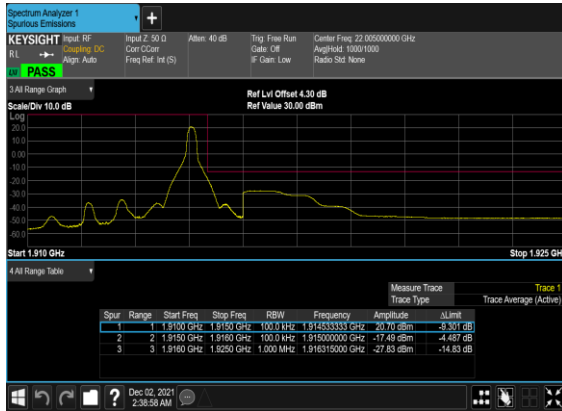 Spectrum Analyzer 1
Spurious Emissions
KEYSIGHT Input: RF Input Z: 50 Ω Atten: 40 dB Trig: Free Run Center Freq: 22.005000000 GHz
RL Coupling: DC Corr CCorr Gate: Off Avg|Hold: 1000/1000
Align: Auto Freq Ref: Int (S) IF Gain: Low Radio Std: None
PASS
3 All Range Graph
Ref Lvl Offset 4.30 dB
Scale/Div 10.0 dB Ref Value 30.00 dBm
Log
20.0
10.0
0.00
-10.0
-20.0
-30.0
-40.0
-50.0
-60.0
Start 1.910 GHz Stop 1.925 GH
4 All Range Table
Measure Trace Trace 1
Trace Type Trace Average (Active)
Spur Range Start Freq Stop Freq RBW Frequency Amplitude ΔLimit
1 1 1.9100 GHz 1.9150 GHz 100.0 kHz 1.914533333 GHz 20.70 dBm -9.301 dB
2 2 1.9150 GHz 1.9160 GHz 100.0 kHz 1.915000000 GHz -17.49 dBm -4.487 dB
3 3 1.9160 GHz 1.9250 GHz 1.000 MHz 1.916315000 GHz -27.83 dBm -14.83 dB
Dec 02, 2021
2:38:58 AM